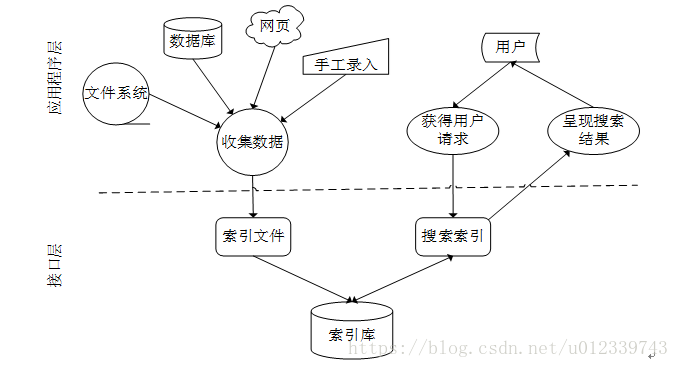 网页
数据库
用户
手工录入
应用程序层
文件系统
收集数据
获得用户
请求
呈现搜索
结果
索引文件
搜索索引
接口层
索引库
https://blog.csdn.net/u012339743